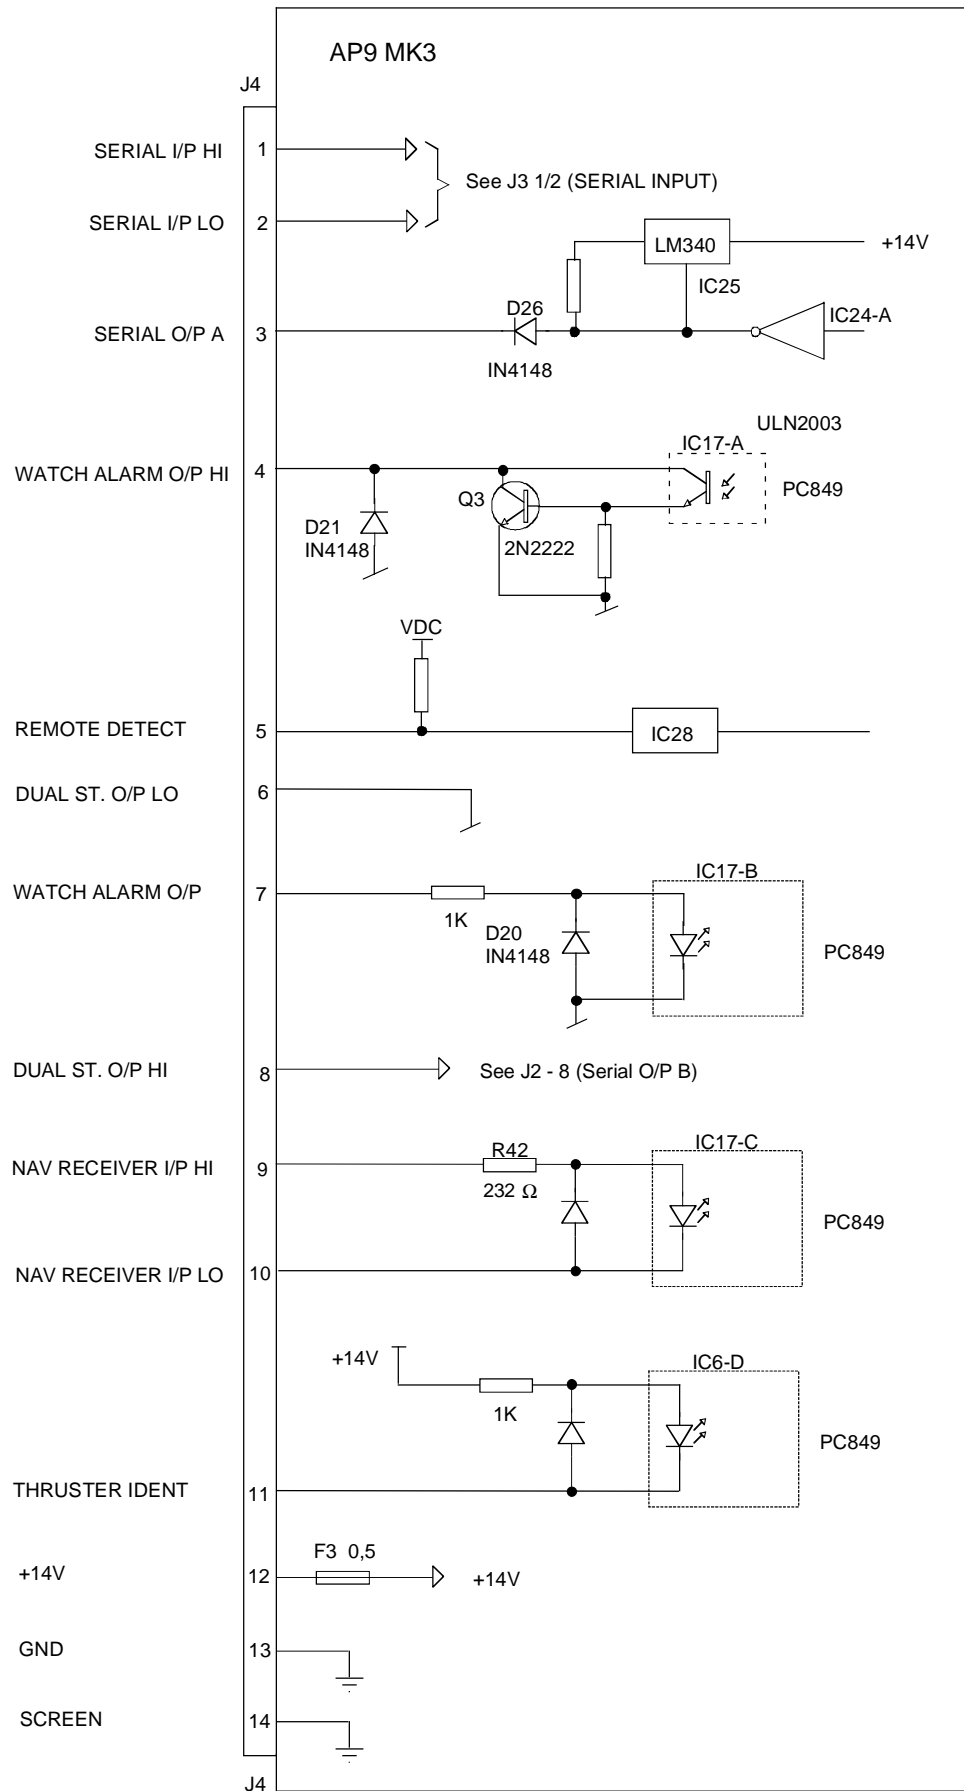 AP9 MK3
J4
SERIAL I/P HI 1
See J3 1/2 (SERIAL INPUT)
SERIAL I/P LO 2
LM340 +14V
IC25
D26
IC24-A
SERIAL O/P A 3
IN4148
ULN2003
IC17-A
WATCH ALARM O/P HI 4
PC849
Q3
D21
IN4148
2N2222
VDC
REMOTE DETECT 5 IC28
DUAL ST. O/P LO 6
IC17-B
WATCH ALARM O/P 7
1K
D20
IN4148
PC849
DUAL ST. O/P HI 8 See J2 - 8 (Serial O/P B)
IC17-C
R42
NAV RECEIVER I/P HI 9
232 Ω
PC849
NAV RECEIVER I/P LO 10
+14V
IC6-D
1K
PC849
THRUSTER IDENT 11
F3 0,5
+14V 12 +14V
GND 13
SCREEN 14
J4